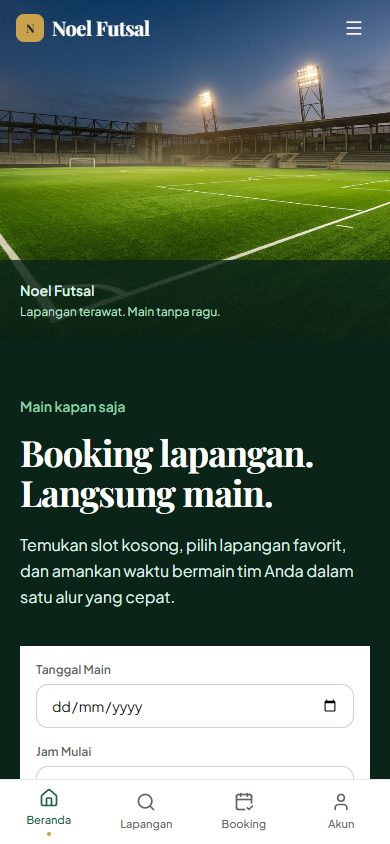 N Noel Futsal
Noel Futsal
Lapangan terawat. Main tanpa ragu.
Main kapan saja
Booking lapangan.
Langsung main.
Temukan slot kosong, pilih lapangan favorit,
dan amankan waktu bermain tim Anda dalam
satu alur yang cepat.
Tanggal Main
dd/mm/yyyy
Jam Mulai
Beranda Lapangan Booking Akun